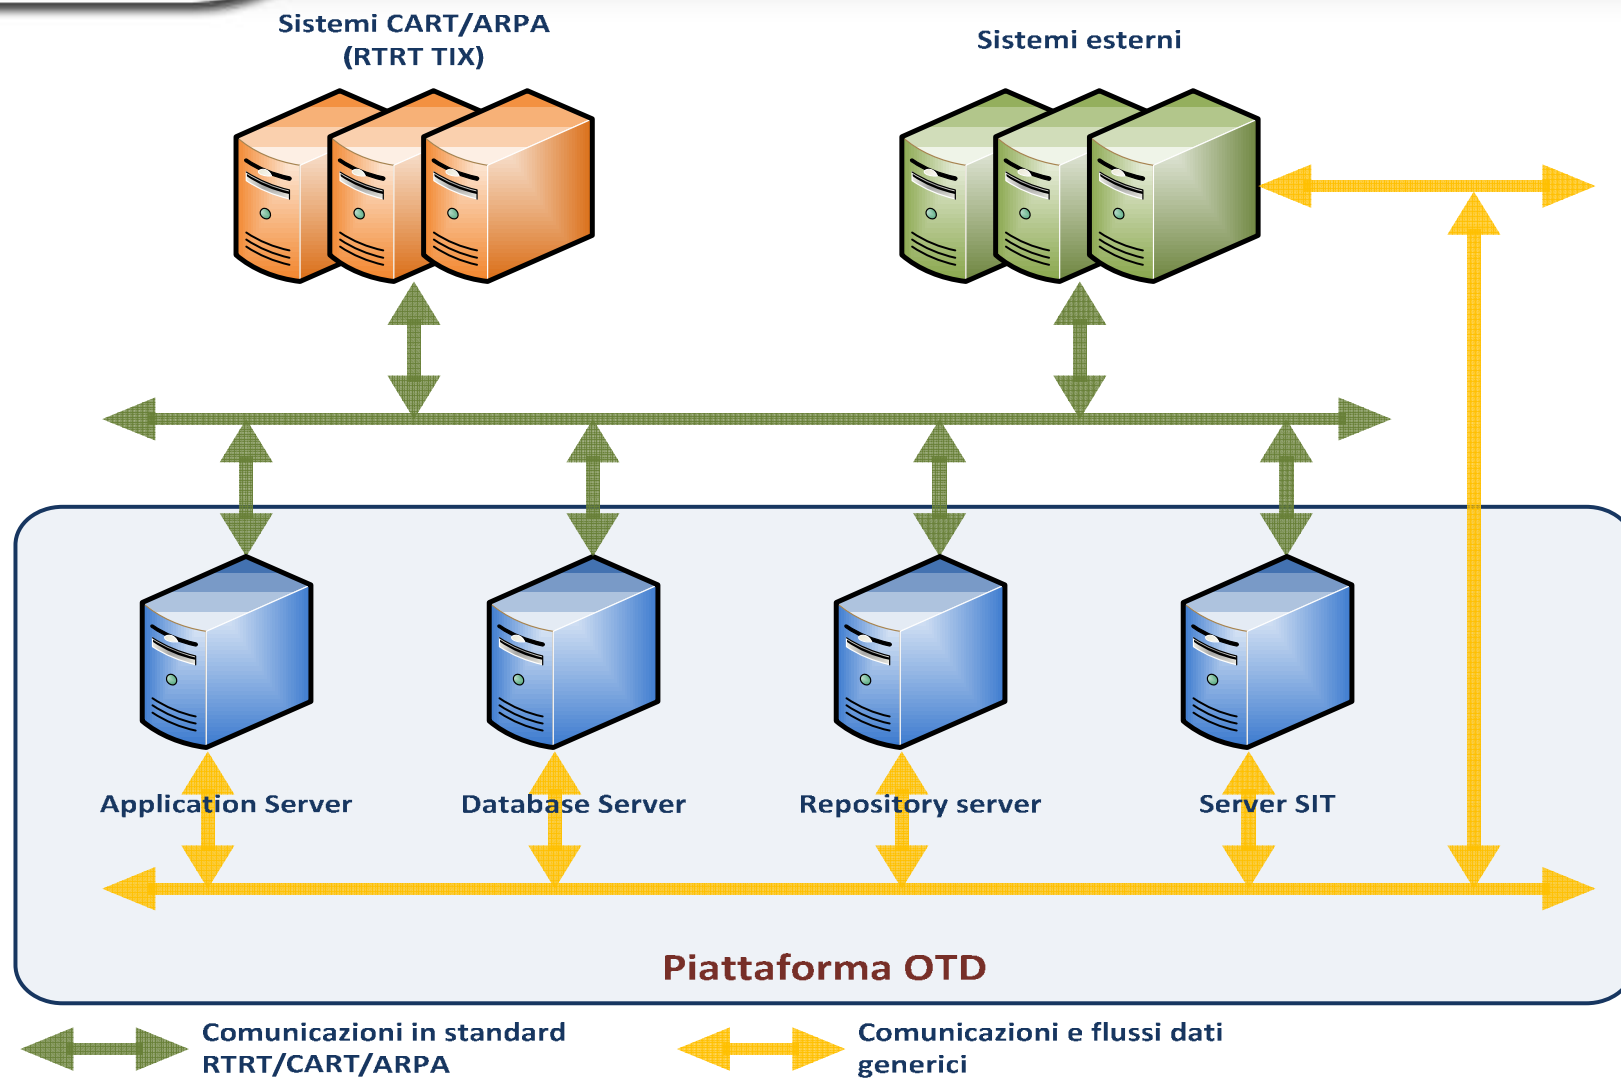 Sistemi CART/ARPA
(RTRT TIX)
Sistemi esterni
Application Server
Database Server
Repository server
Server SIT
Piattaforma OTD
Comunicazioni in standard
RTRT/CART/ARPA
Comunicazioni e flussi dati
generici